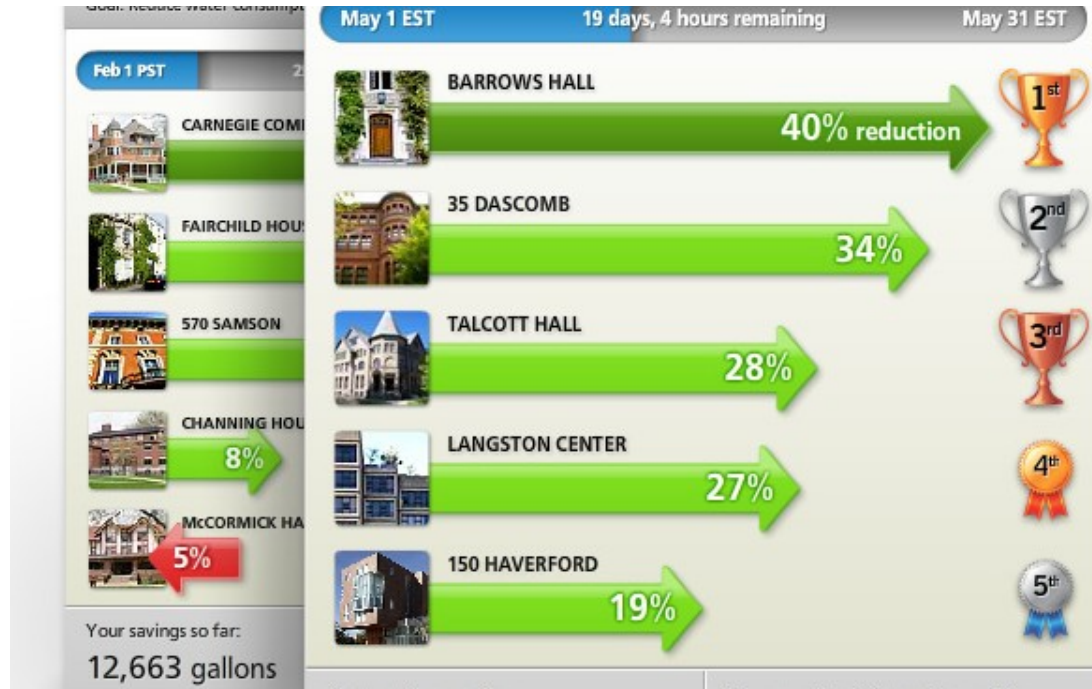 Goal: Reduce water consumpt
Feb 1 PST
CARNEGIE COM
FAIRCHILD HOU
570 SAMSON
CHANNING HOU
8%
McCORMICK HA
5%
Your savings so far:
12,663 gallons
May 1 EST 19 days, 4 hours remaining May 31 EST
BARROWS HALL
40% reduction
1st
35 DASCOMB
34%
2nd
TALCOTT HALL
28%
3rd
LANGSTON CENTER
27%
4th
150 HAVERFORD
19%
5th